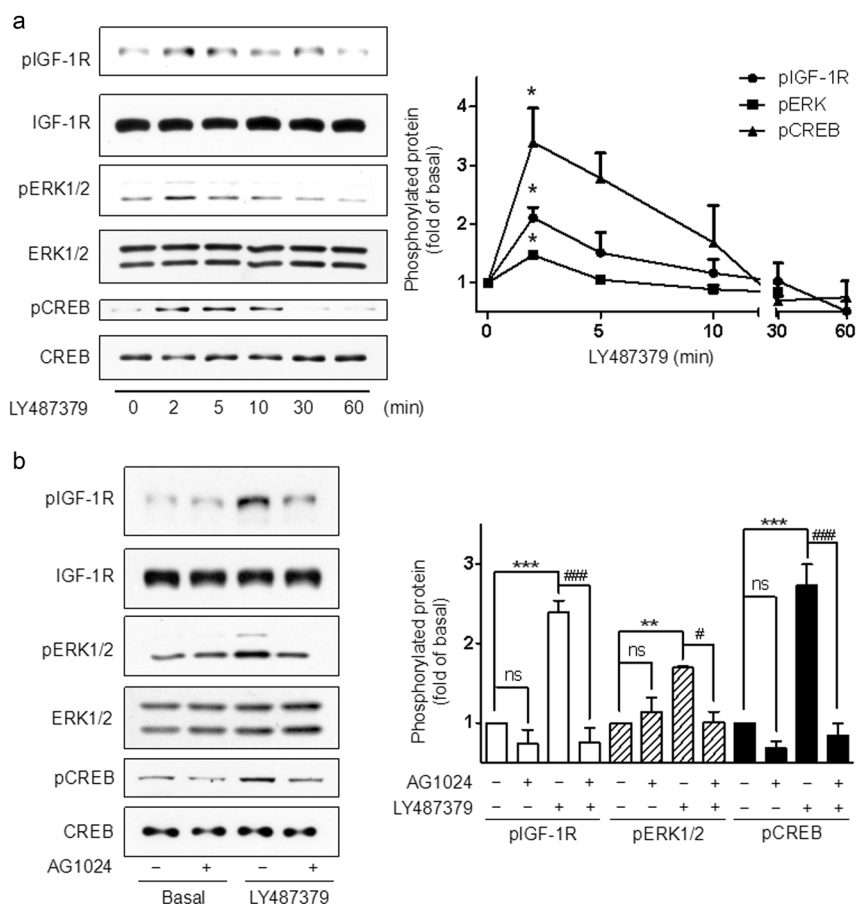 a
pIGF-1R
IGF-1R
pERK1/2
ERK1/2
pCREB
CREB
LY487379 0 2 5 10 30 60 (min)
Phosphorylated protein
(fold of basal)
4
3
2
1
* * *
pIGF-1R
pERK
pCREB
0 5 10 30 60
LY487379 (min)
b
pIGF-1R
IGF-1R
pERK1/2
ERK1/2
pCREB
CREB
AG1024 – + – +
Basal LY487379
Phosphorylated protein
(fold of basal)
3
2
1
ns *** ###
ns ** #
ns *** ###
AG1024 – + – + – + – + – + – +
LY487379 – – + + – – + + – – + +
pIGF-1R pERK1/2 pCREB